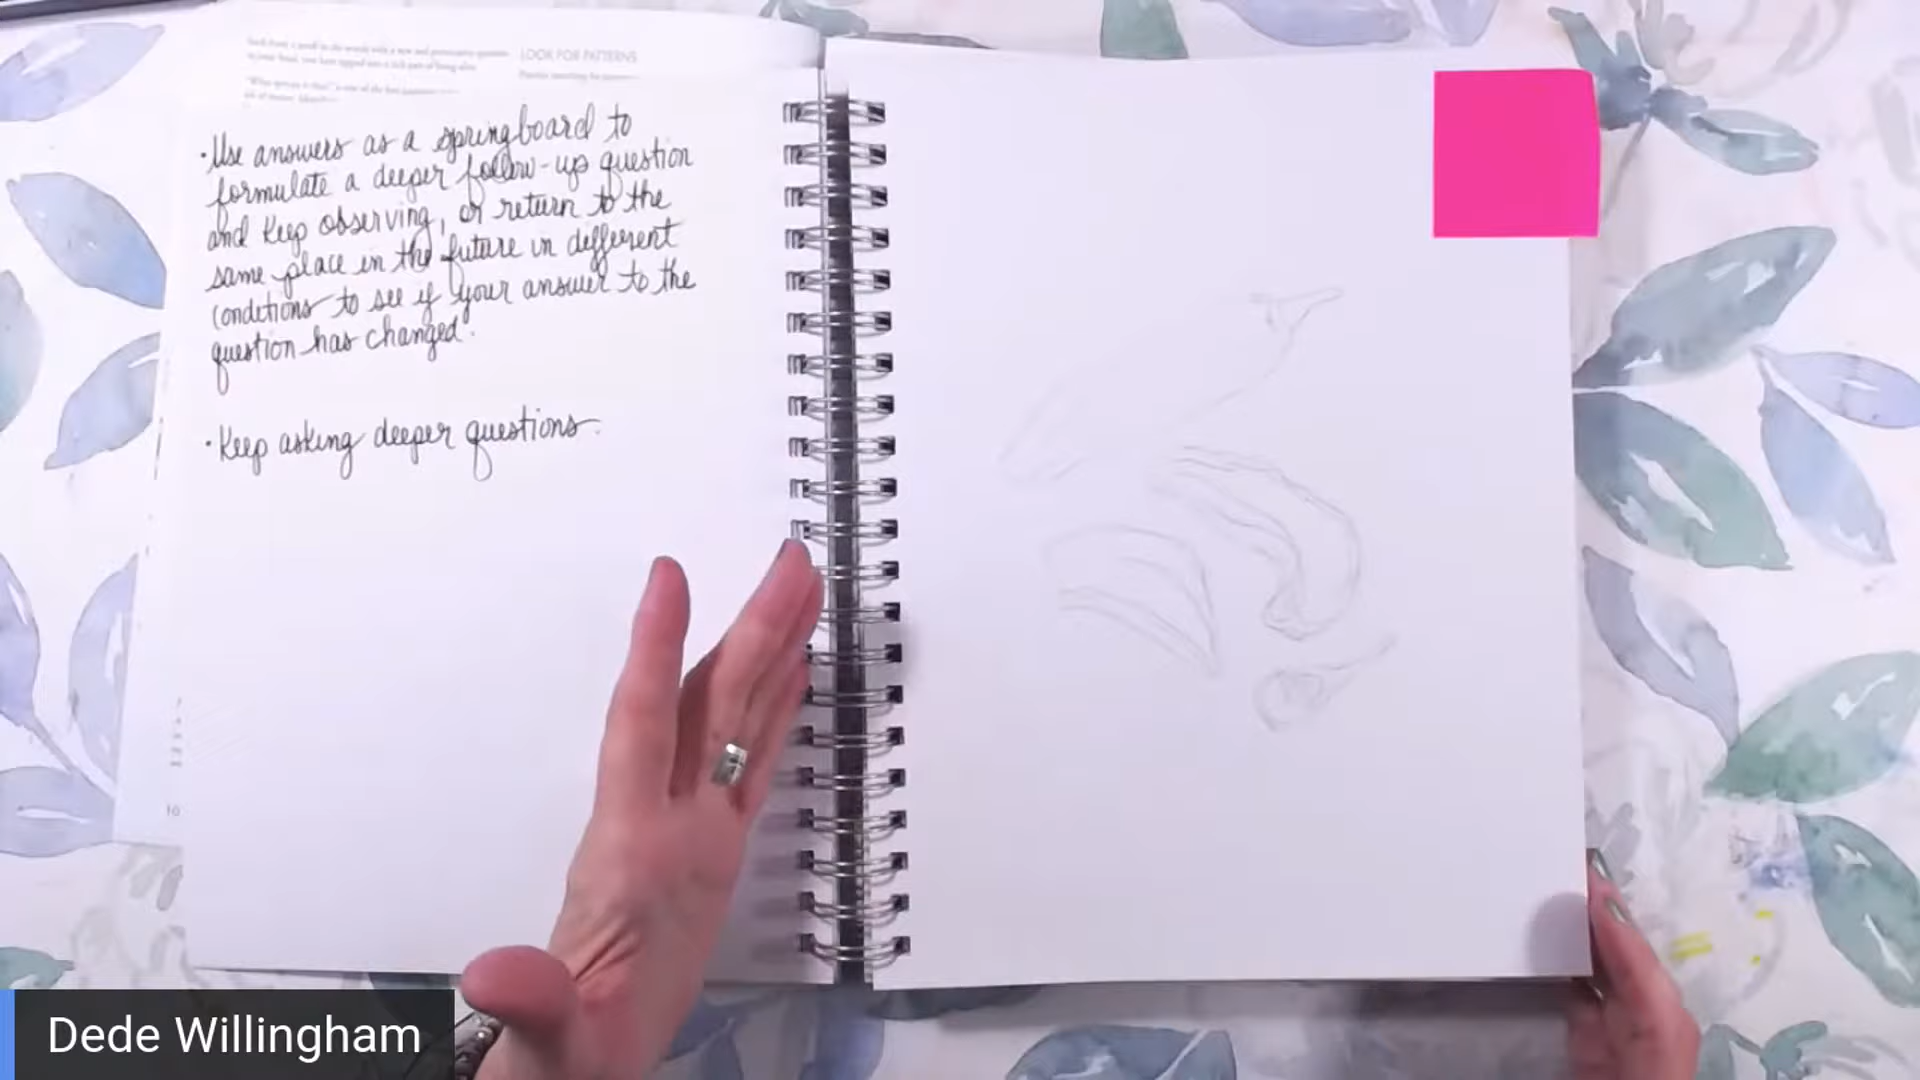 LOOK FOR PATTERNS
• Use answers as a springboard to
formulate a deeper follow-up question
and keep observing, or return to the
same place in the future in different
conditions to see if your answer to the
question has changed.
• Keep asking deeper questions.
10
Dede Willingham